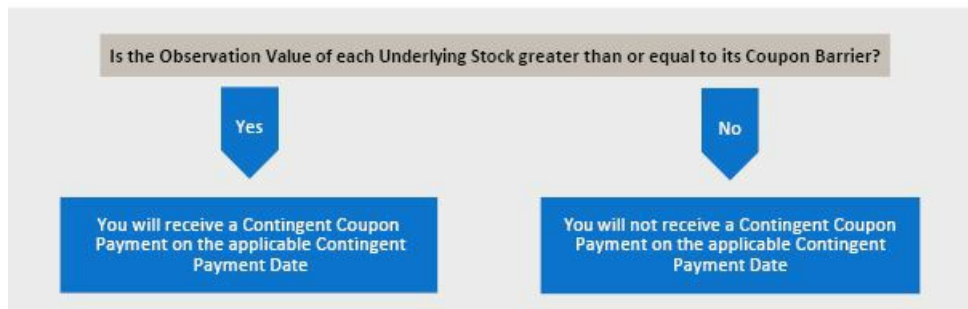 Is the Observation Value of each Underlying Stock greater than or equal to its Coupon Barrier?
Yes
No
You will receive a Contingent Coupon
Payment on the applicable Contingent
Payment Date
You will not receive a Contingent Coupon
Payment on the applicable Contingent
Payment Date